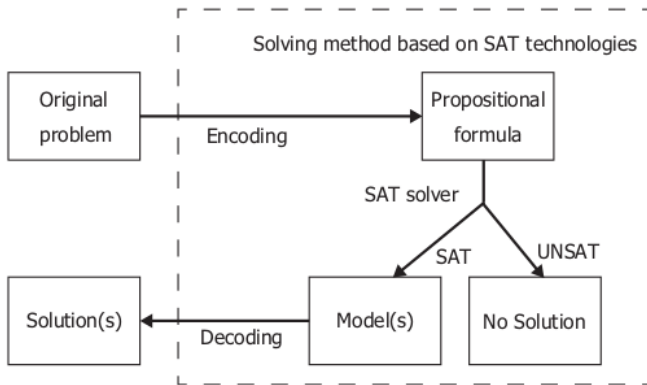 Solving method based on SAT technologies
Original
problem
Encoding
Propositional
formula
SAT solver
SAT
UNSAT
Solution(s)
Decoding
Model(s)
No Solution